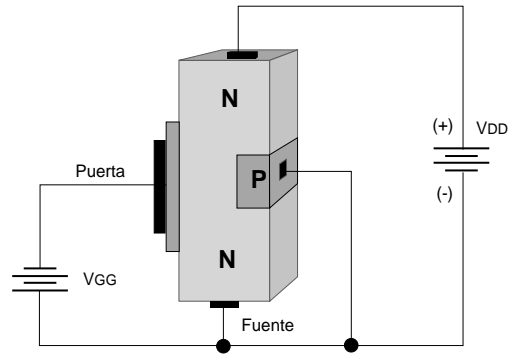 N
(+)
VDD
Puerta
P
(-)
N
VGG
Fuente